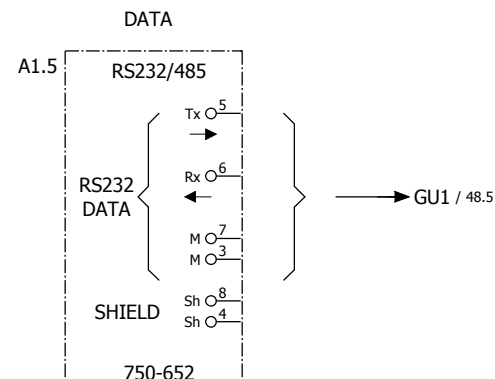 DATA
A1.5
RS232/485
Tx 5
Rx 6
RS232
DATA
GU1 / 48.5
M 7
M 3
Sh 8
SHIELD
Sh 4
750-652